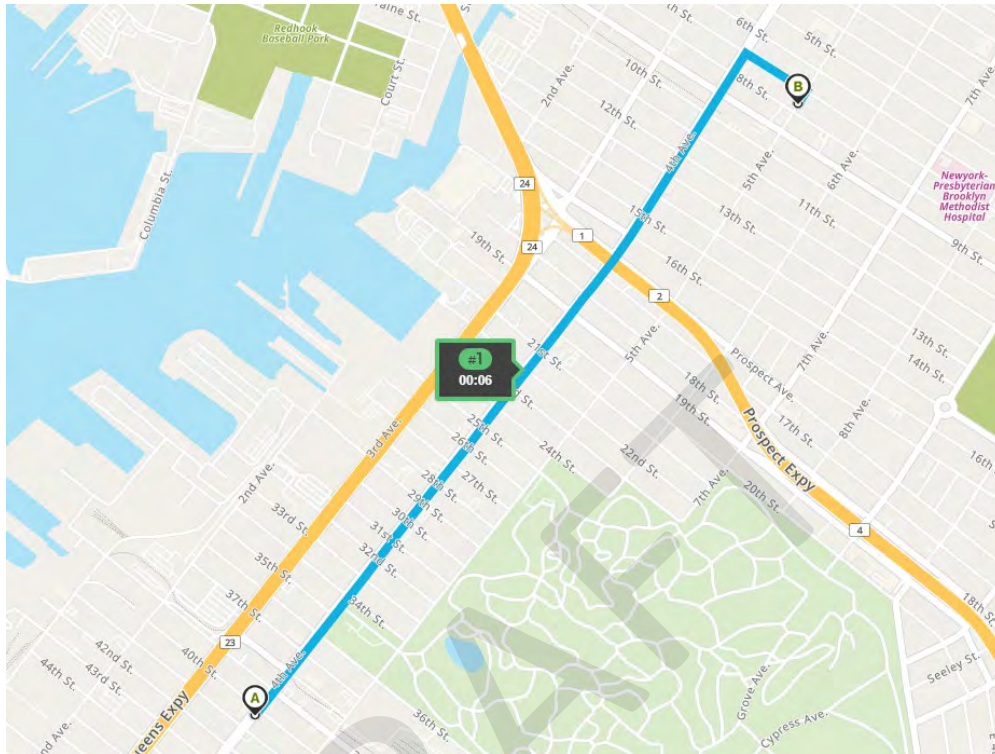 Redhook
Baseball Park
Court St.
Columbia St.
2nd Ave.
10th St.
12th St.
6th St.
5th St.
8th St.
B
7th Ave.
4th Ave.
5th Ave.
6th Ave.
Newyork-
Presbyterian
Brooklyn
Methodist
Hospital
24
1
24
15th St.
13th St.
11th St.
9th St.
19th St.
16th St.
2
#1
00:06
21st St.
5th Ave.
Prospect Ave.
7th Ave.
13th St.
14th St.
18th St.
19th St.
17th St.
8th Ave.
16th St.
Prospect Expy
3rd Ave.
25th St.
26th St.
24th St.
22nd St.
27th St.
28th St.
29th St.
30th St.
31st St.
32nd St.
7th Ave.
20th St.
4
2nd Ave.
33rd St.
35th St.
37th St.
34th St.
18th St.
23
40th St.
42nd St.
43rd St.
44th St.
4th Ave.
A
36th St.
Grove Ave.
Cypress Ave.
Seeley St.